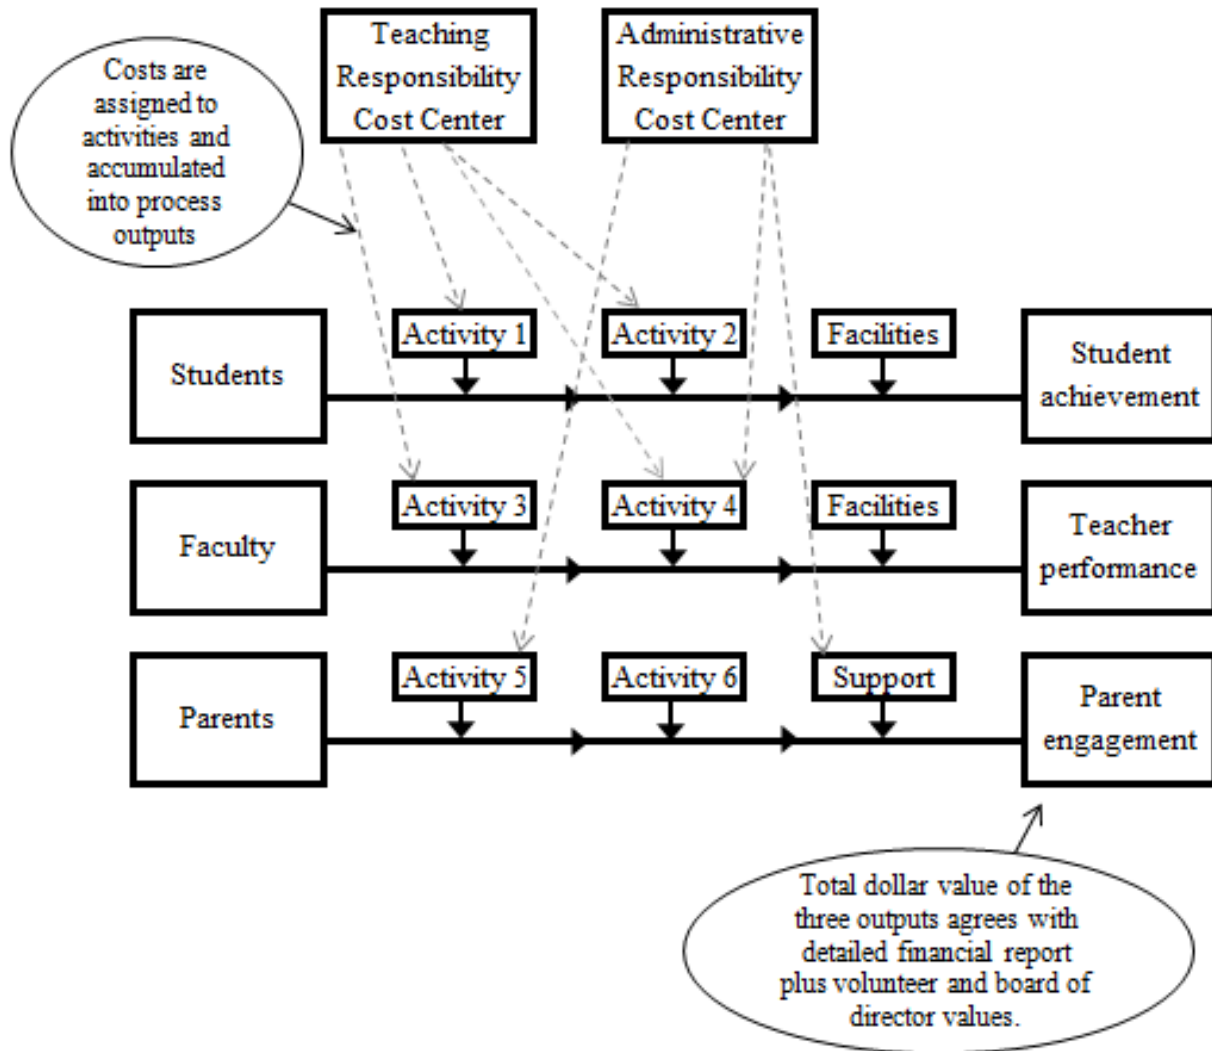 Teaching
Responsibility
Cost Center
Administrative
Responsibility
Cost Center
Costs are
assigned to
activities and
accumulated
into process
outputs
Students
Activity 1
Activity 2
Facilities
Student
achievement
Faculty
Activity 3
Activity 4
Facilities
Teacher
performance
Parents
Activity 5
Activity 6
Support
Parent
engagement
Total dollar value of the
three outputs agrees with
detailed financial report
plus volunteer and board of
director values.